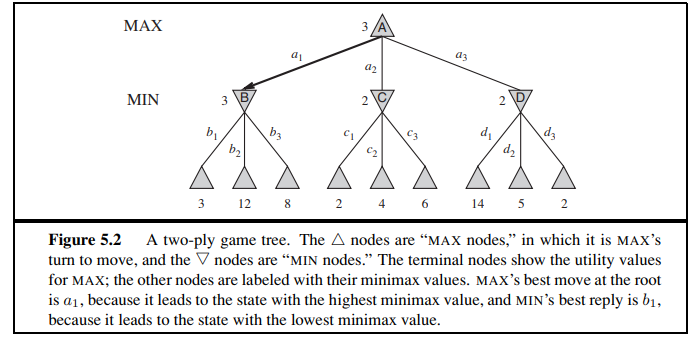 MAX
3 A
a1 a2 a3
MIN
3 B 2 C 2 D
b1 b2 b3 c1 c2 c3 d1 d2 d3
3 12 8 2 4 6 14 5 2
Figure 5.2 A two-ply game tree. The △ nodes are “MAX nodes,” in which it is MAX’s
turn to move, and the ▽ nodes are “MIN nodes.” The terminal nodes show the utility values
for MAX; the other nodes are labeled with their minimax values. MAX’s best move at the root
is a1, because it leads to the state with the highest minimax value, and MIN’s best reply is b1,
because it leads to the state with the lowest minimax value.